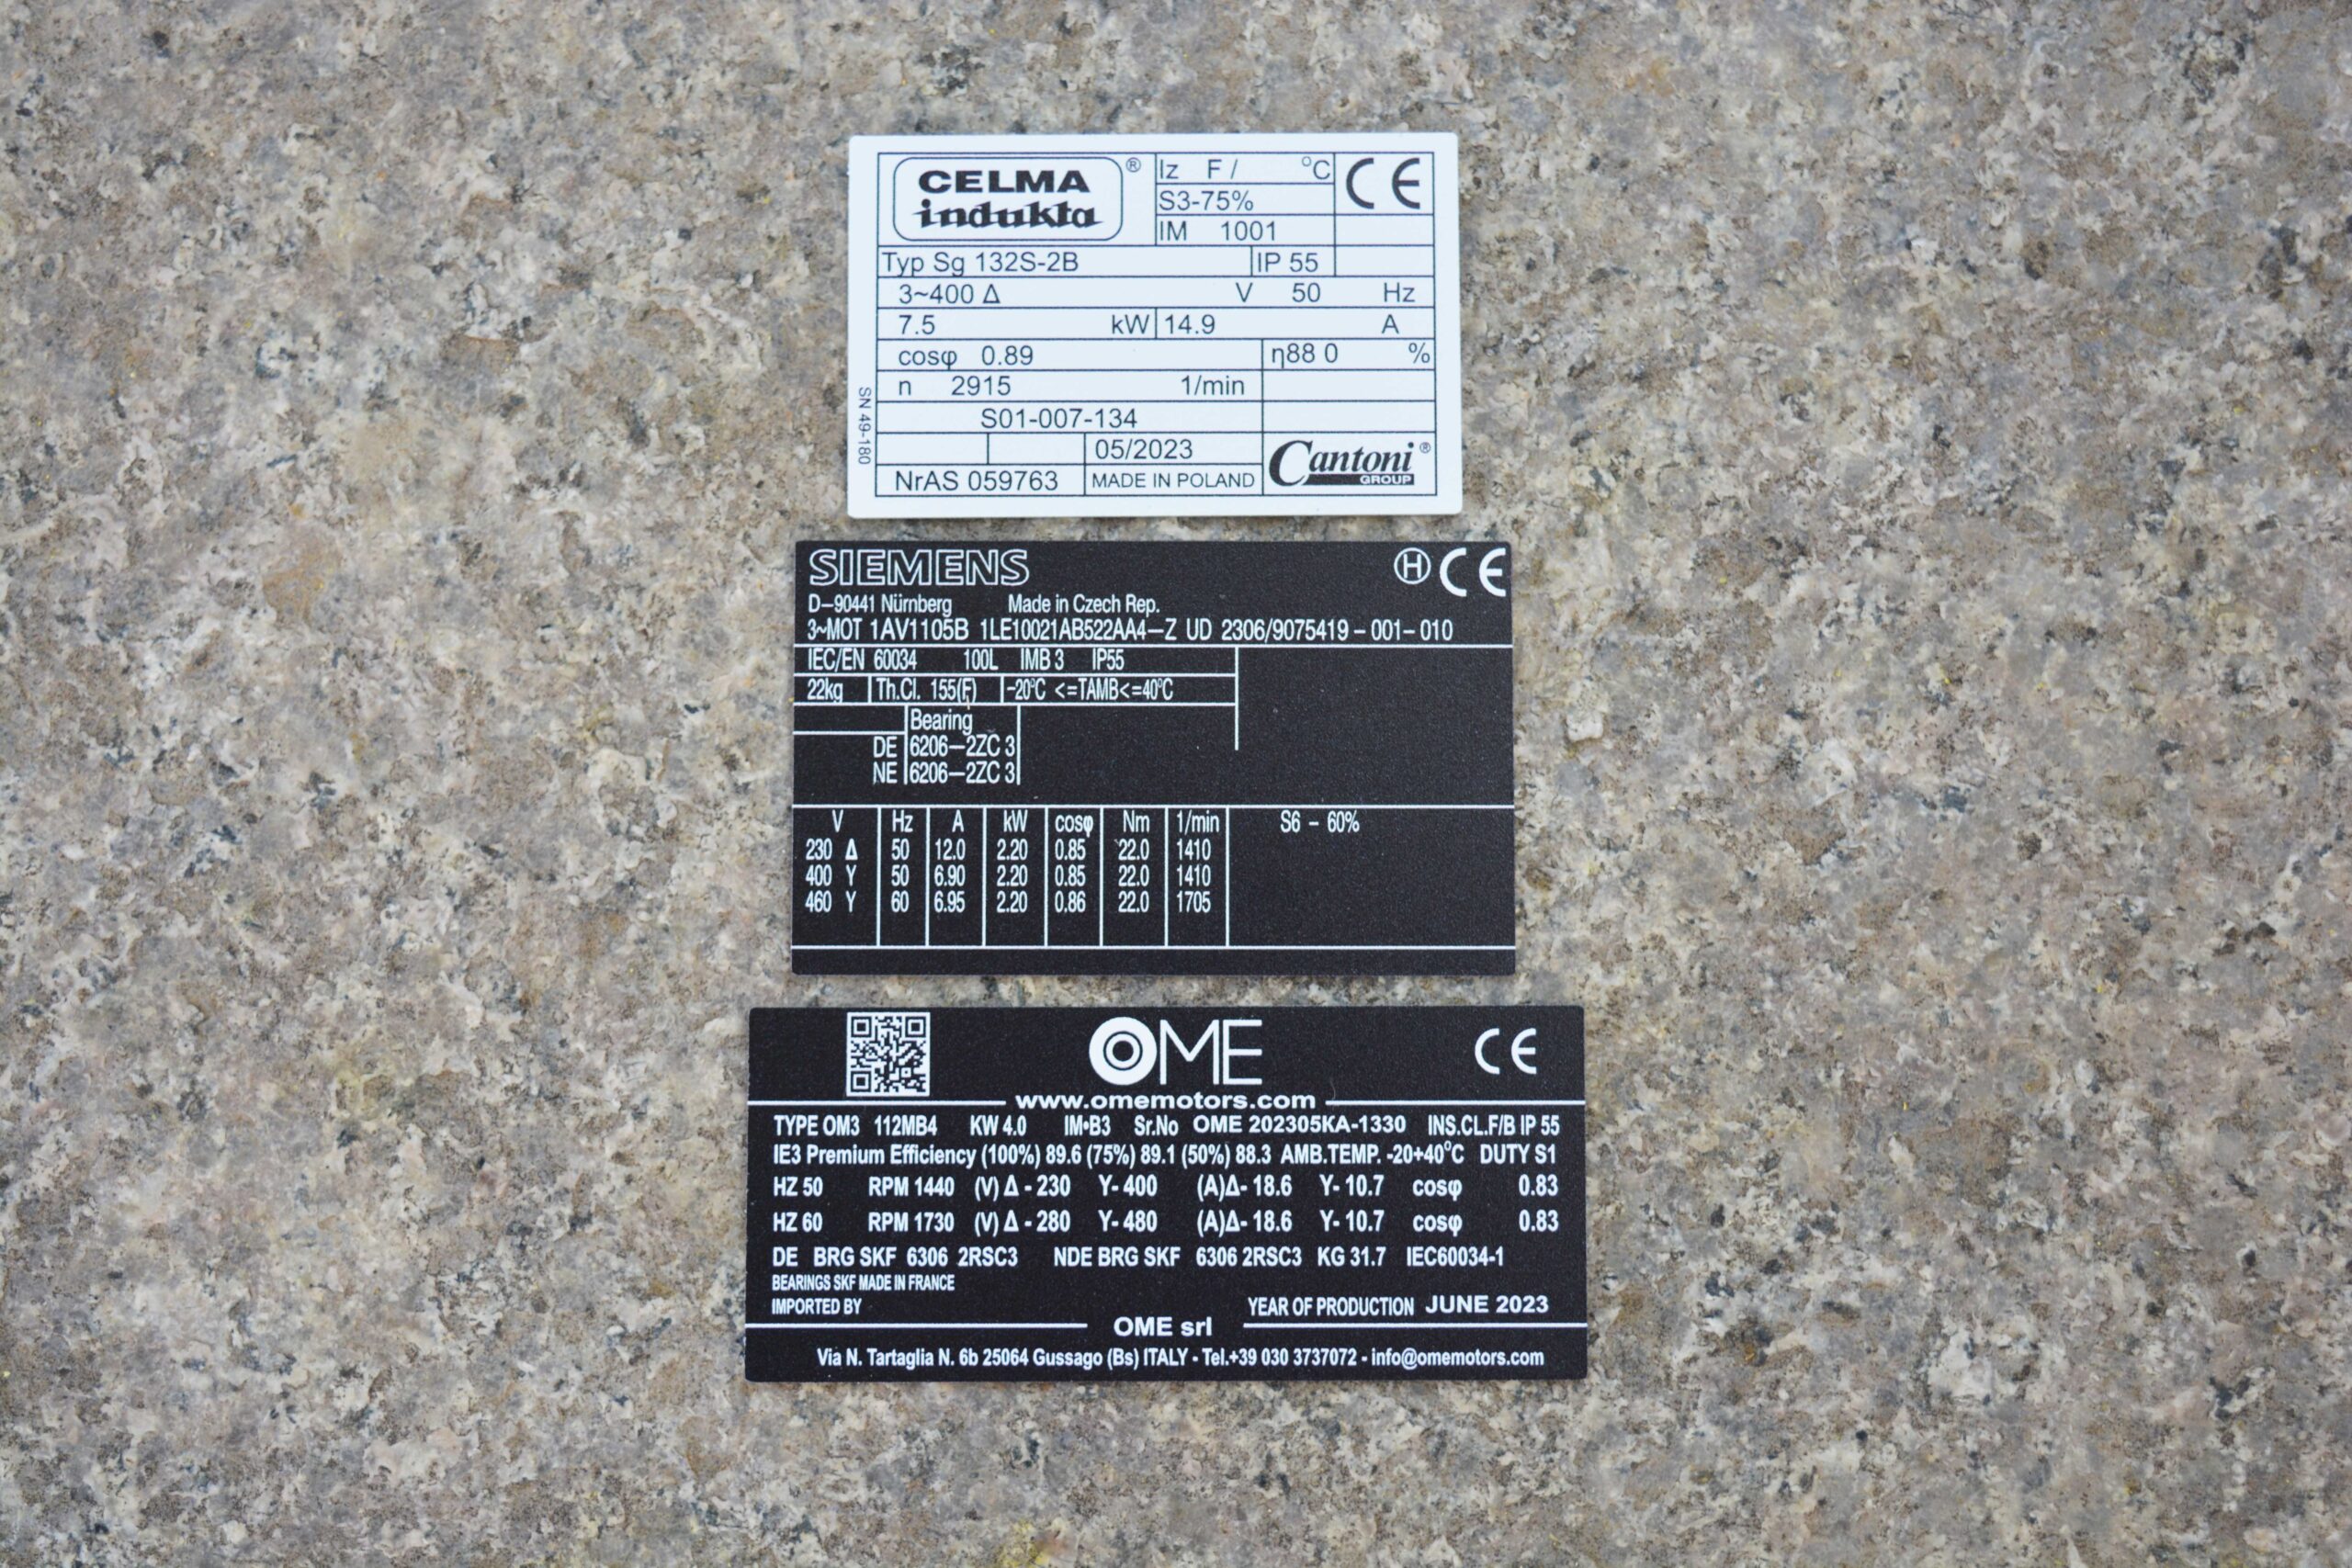 CELMA ® Iz F / °C CE
indukta S3-75%
IM 1001
Typ Sg 132S-2B IP 55
3~400 Δ V 50 Hz
7.5 kW 14.9 A
cosφ 0.89 η88 0 %
n 2915 1/min
S01-007-134
05/2023
NrAS 059763 MADE IN POLAND
Cantoni ®
GROUP
SN 49-180
SIEMENS H CE
D-90441 Nürnberg Made in Czech Rep.
3~MOT 1AV1105B 1LE10021AB522AA4-Z UD 2306/9075419-001-010
IEC/EN 60034 100L IMB3 IP55
22kg Th.Cl. 155(F) -20°C <=TAMB<=40°C
Bearing
DE 6206-2ZC 3
NE 6206-2ZC 3
V Hz A kW cosφ Nm 1/min S6 - 60%
230 Δ 50 12.0 2.20 0.85 22.0 1410
400 Y 50 6.90 2.20 0.85 22.0 1410
460 Y 60 6.95 2.20 0.86 22.0 1705
OME CE
www.omemotors.com
TYPE OM3 112MB4 KW 4.0 IM•B3 Sr.No OME 202305KA-1330 INS.CL.F/B IP 55
IE3 Premium Efficiency (100%) 89.6 (75%) 89.1 (50%) 88.3 AMB.TEMP. -20+40°C DUTY S1
HZ 50 RPM 1440 (V) Δ - 230 Y- 400 (A)Δ- 18.6 Y- 10.7 cosφ 0.83
HZ 60 RPM 1730 (V) Δ - 280 Y- 480 (A)Δ- 18.6 Y- 10.7 cosφ 0.83
DE BRG SKF 6306 2RSC3 NDE BRG SKF 6306 2RSC3 KG 31.7 IEC60034-1
BEARINGS SKF MADE IN FRANCE
IMPORTED BY YEAR OF PRODUCTION JUNE 2023
OME srl
Via N. Tartaglia N. 6b 25064 Gussago (Bs) ITALY - Tel.+39 030 3737072 - info@omemotors.com